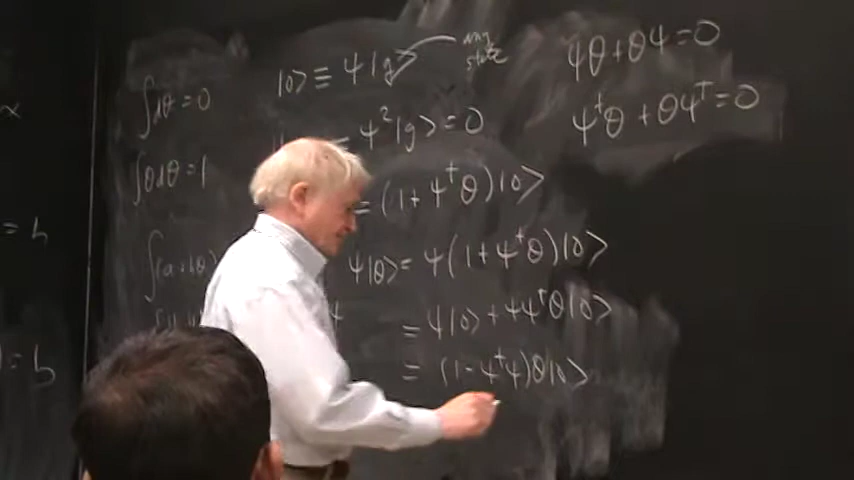 α
= b
= b
∫dθ = 0
∫θdθ = 1
∫(a+bθ)
|0> ≡ ψ|g>
any state
= ψ²|g> = 0
= (1 + ψ†θ)|0>
ψ|θ> = ψ(1 + ψ†θ)|0>
= ψ|0> + ψψ†θ|0>
= (1 - ψ†ψ)θ|0>
ψθ + θψ = 0
ψ†θ + θψ† = 0